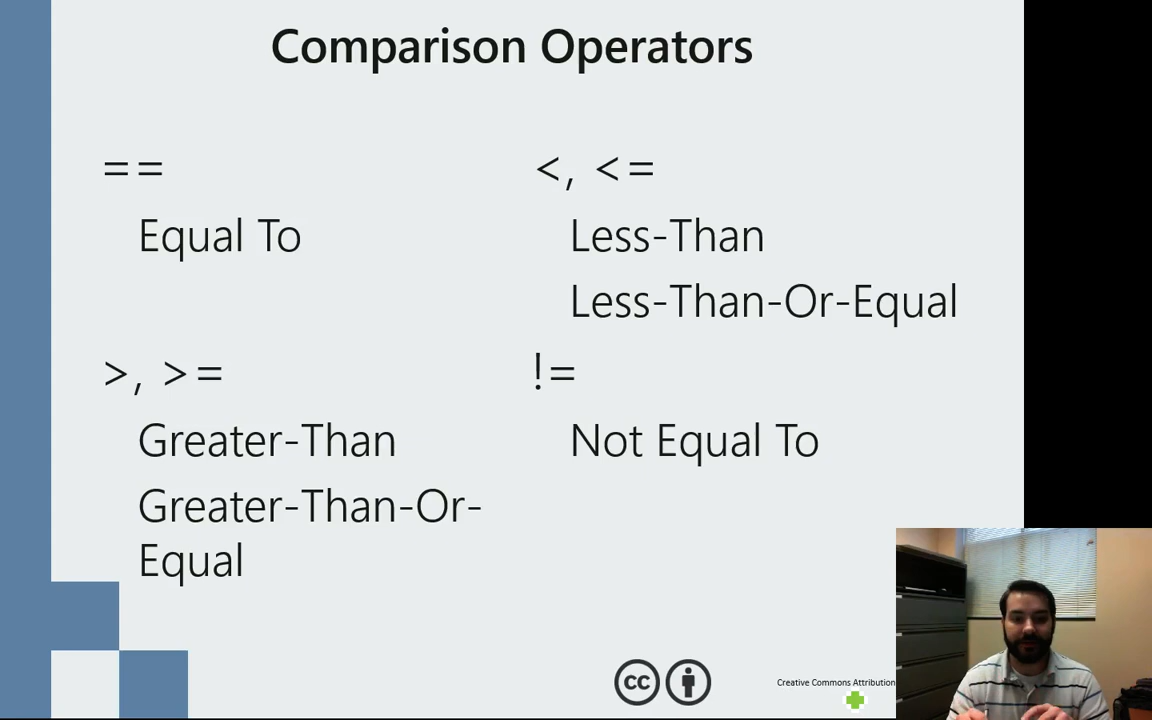 Comparison Operators
==
Equal To
<, <=
Less-Than
Less-Than-Or-Equal
>, >=
Greater-Than
Greater-Than-Or-
Equal
!=
Not Equal To
cc
Creative Commons Attribution